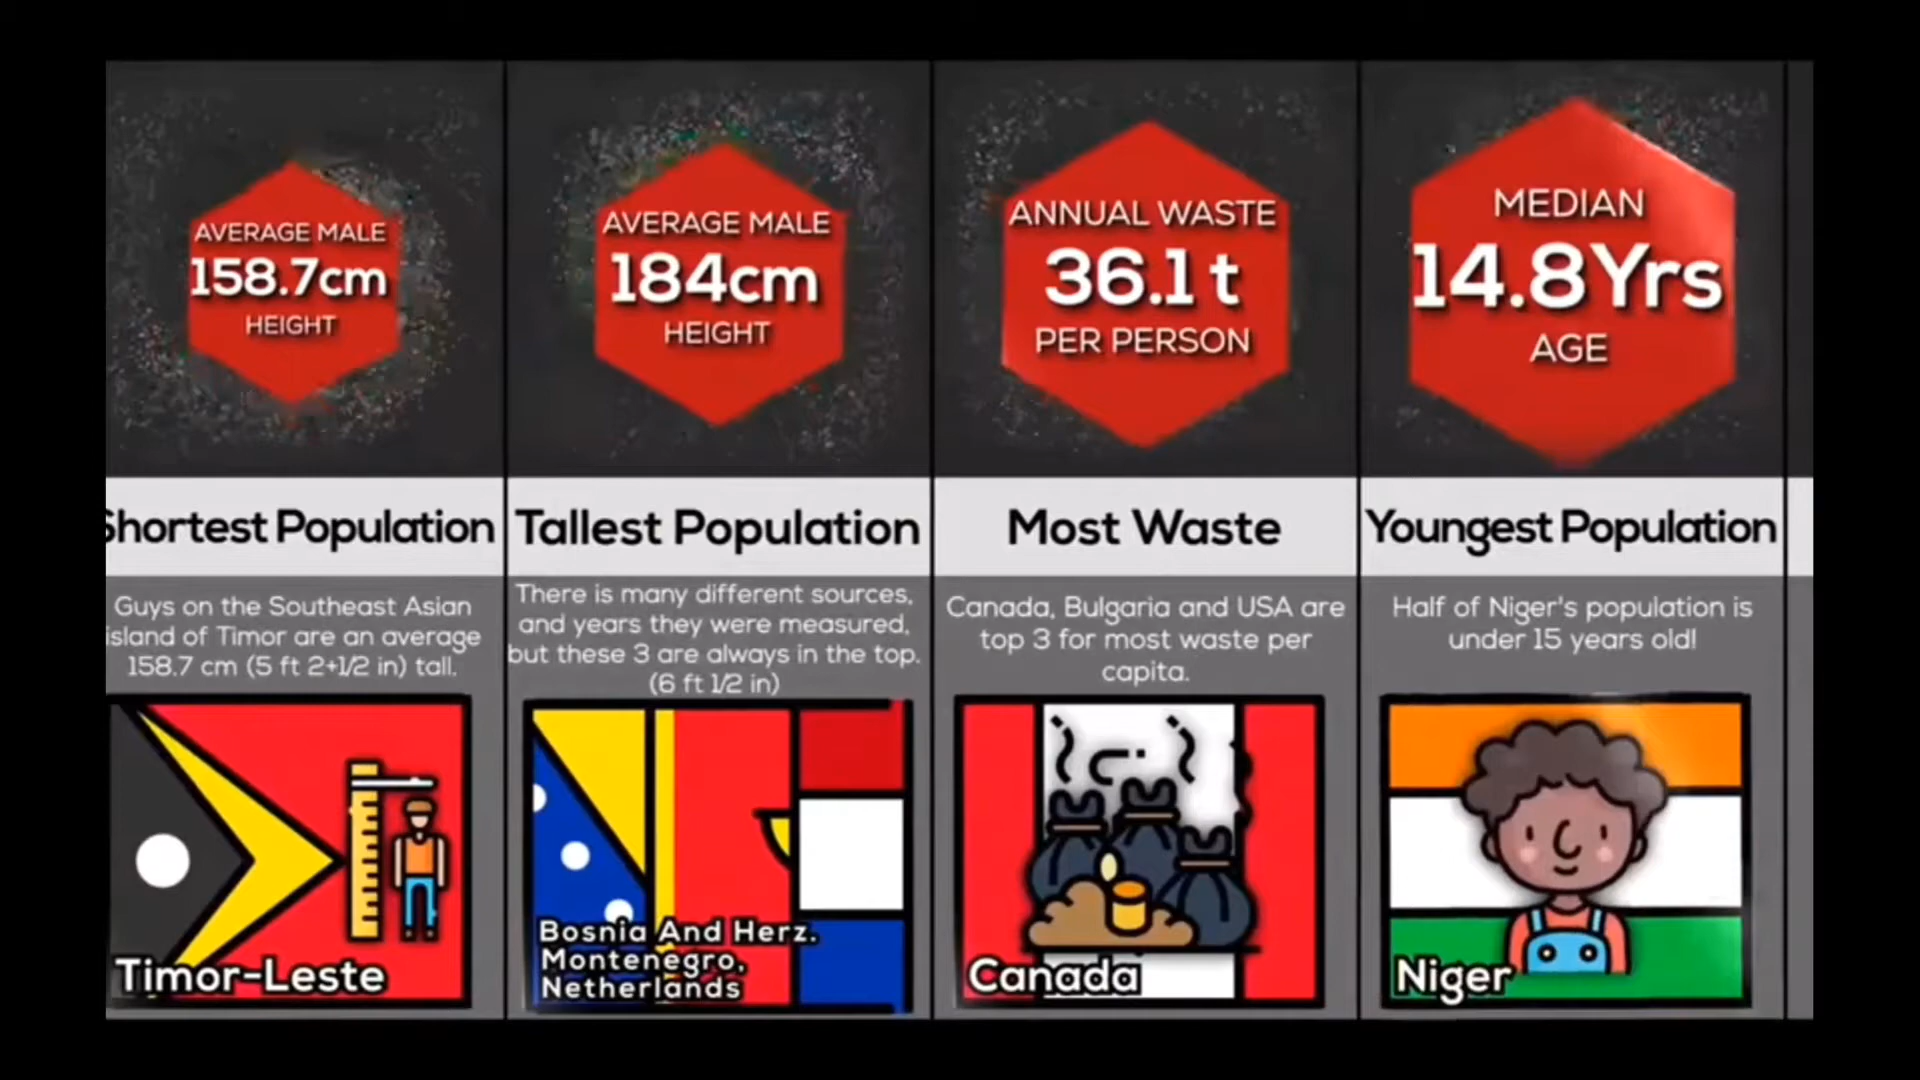 AVERAGE MALE
158.7cm
HEIGHT
Shortest Population
Guys on the Southeast Asian
island of Timor are an average
158.7 cm (5 ft 2+1/2 in) tall.
Timor-Leste
AVERAGE MALE
184cm
HEIGHT
Tallest Population
There is many different sources,
and years they were measured,
but these 3 are always in the top.
(6 ft 1/2 in)
Bosnia And Herz.
Montenegro,
Netherlands
ANNUAL WASTE
36.1 t
PER PERSON
Most Waste
Canada, Bulgaria and USA are
top 3 for most waste per
capita.
Canada
MEDIAN
14.8Yrs
AGE
Youngest Population
Half of Niger's population is
under 15 years old!
Niger